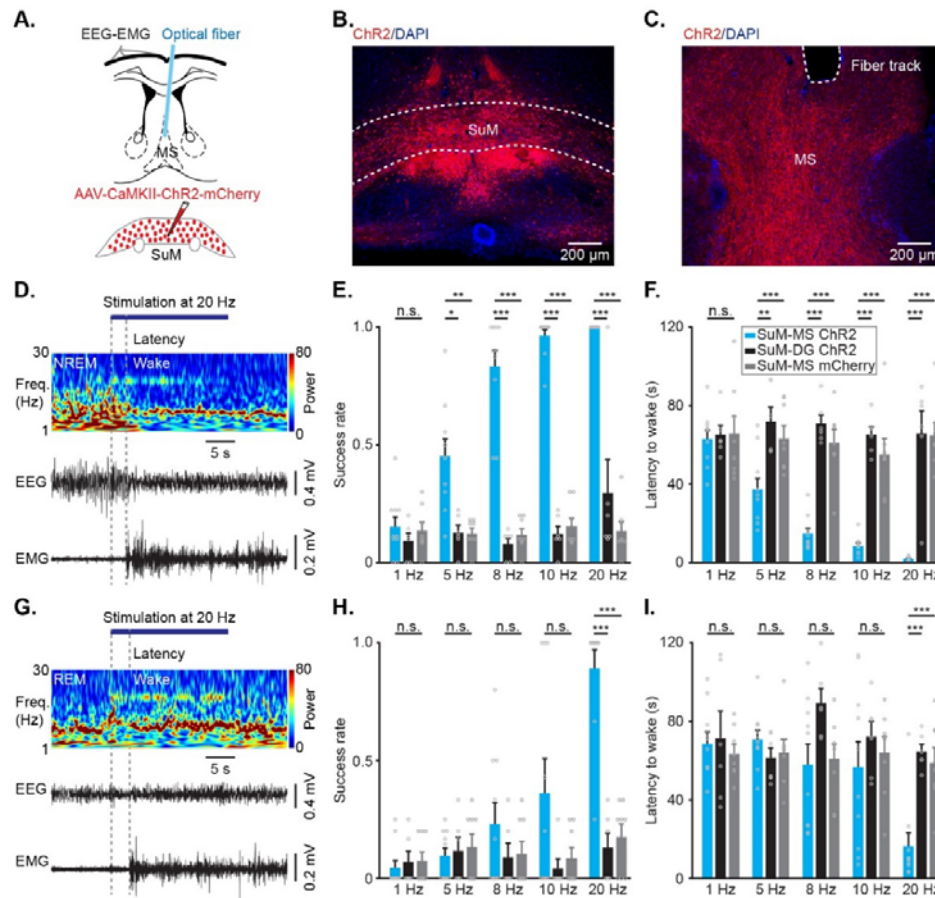 A.
EEG-EMG Optical fiber
MS
AAV-CaMKII-ChR2-mCherry
SuM
B.
ChR2/DAPI
SuM
200 µm
C.
ChR2/DAPI
Fiber track
MS
200 µm
D.
Stimulation at 20 Hz
Latency
30
NREM
Wake
80
Freq.
(Hz)
Power
1
0
5 s
EEG
0.4 mV
EMG
0.2 mV
E.
n.s.
**
*
***
***
***
***
***
***
1.0
Success rate
0.5
0
1 Hz 5 Hz 8 Hz 10 Hz 20 Hz
F.
n.s.
***
**
***
***
***
***
***
***
120
SuM-MS ChR2
SuM-DG ChR2
SuM-MS mCherry
Latency to wake (s)
80
40
0
1 Hz 5 Hz 8 Hz 10 Hz 20 Hz
G.
Stimulation at 20 Hz
Latency
30
REM
Wake
80
Freq.
(Hz)
Power
1
0
5 s
EEG
0.4 mV
EMG
0.2 mV
H.
n.s. n.s. n.s. n.s.
***
***
1.0
Success rate
0.5
0
1 Hz 5 Hz 8 Hz 10 Hz 20 Hz
I.
n.s. n.s. n.s. n.s.
***
***
120
Latency to wake (s)
80
40
0
1 Hz 5 Hz 8 Hz 10 Hz 20 Hz